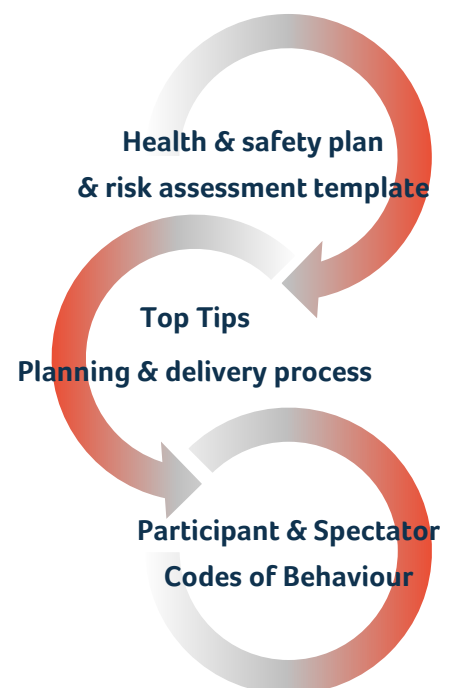 Health & safety plan
& risk assessment template
Top Tips
Planning & delivery process
Participant & Spectator
Codes of Behaviour